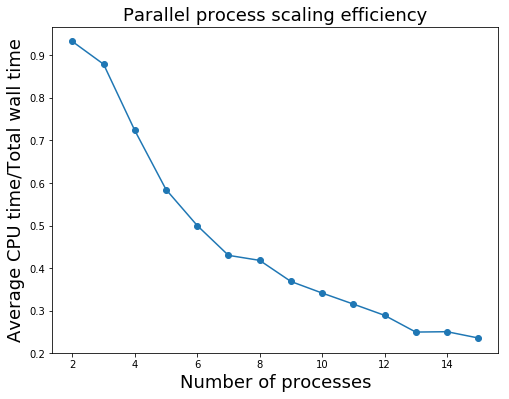 Parallel process scaling efficiency
Average CPU time/Total wall time
0.9
0.8
0.7
0.6
0.5
0.4
0.3
0.2
2 4 6 8 10 12 14
Number of processes